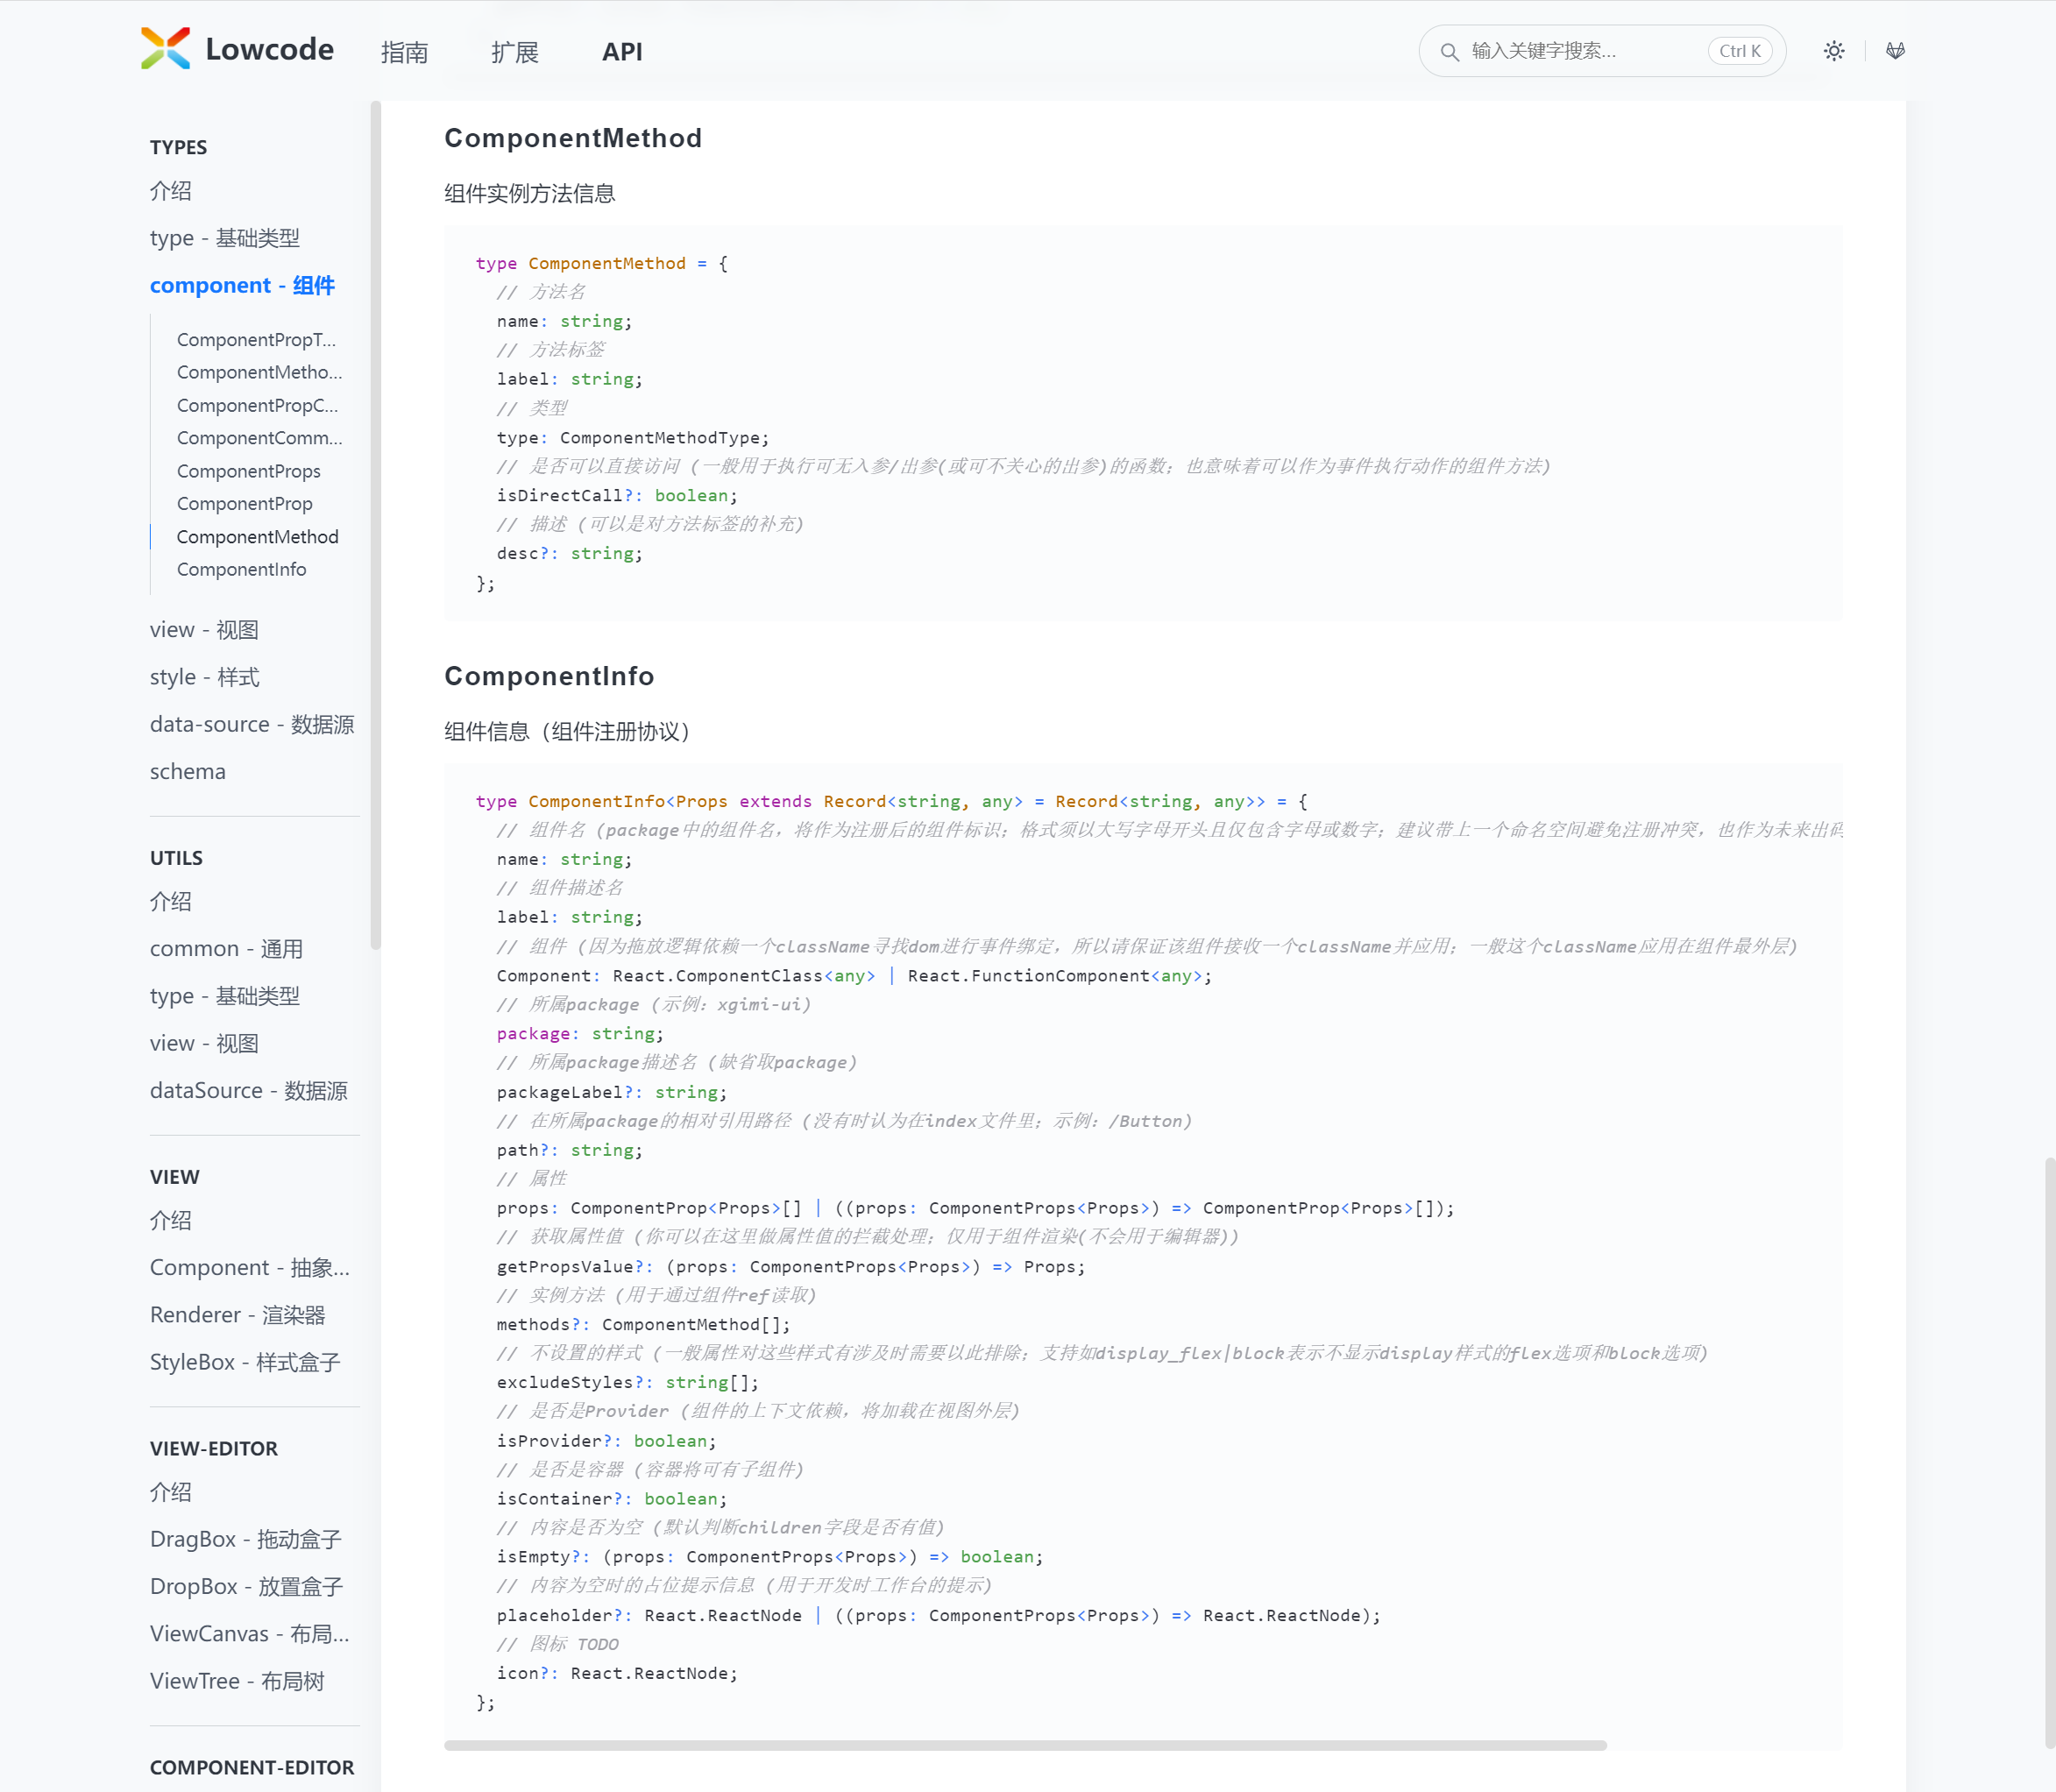 Lowcode
指南
扩展
API
输入关键字搜索...
Ctrl K
TYPES
介绍
type - 基础类型
component - 组件
ComponentPropT...
ComponentMetho...
ComponentPropC...
ComponentComm...
ComponentProps
ComponentProp
ComponentMethod
ComponentInfo
view - 视图
style - 样式
data-source - 数据源
schema
UTILS
介绍
common - 通用
type - 基础类型
view - 视图
dataSource - 数据源
VIEW
介绍
Component - 抽象...
Renderer - 渲染器
StyleBox - 样式盒子
VIEW-EDITOR
介绍
DragBox - 拖动盒子
DropBox - 放置盒子
ViewCanvas - 布局...
ViewTree - 布局树
COMPONENT-EDITOR
ComponentMethod
组件实例方法信息
type ComponentMethod = {
// 方法名
name: string;
// 方法标签
label: string;
// 类型
type: ComponentMethodType;
// 是否可以直接访问 (一般用于执行可无入参/出参(或可不关心的出参)的函数; 也意味着可以作为事件执行动作的组件方法)
isDirectCall?: boolean;
// 描述 (可以是对方法标签的补充)
desc?: string;
};
ComponentInfo
组件信息（组件注册协议）
type ComponentInfo<Props extends Record<string, any> = Record<string, any>> = {
// 组件名 (package中的组件名，将作为注册后的组件标识; 格式须以大写字母开头且仅包含字母或数字; 建议带上一个命名空间避免注册冲突，也作为未来出码
name: string;
// 组件描述名
label: string;
// 组件 (因为拖放逻辑依赖一个className寻找dom进行事件绑定，所以请保证该组件接收一个className并应用; 一般这个className应用在组件最外层)
Component: React.ComponentClass<any> | React.FunctionComponent<any>;
// 所属package (示例: xgimi-ui)
package: string;
// 所属package描述名 (缺省取package)
packageLabel?: string;
// 在所属package的相对引用路径 (没有时认为在index文件里; 示例: /Button)
path?: string;
// 属性
props: ComponentProp<Props>[] | ((props: ComponentProps<Props>) => ComponentProp<Props>[]);
// 获取属性值 (你可以在这里做属性值的拦截处理; 仅用于组件渲染(不会用于编辑器))
getPropsValue?: (props: ComponentProps<Props>) => Props;
// 实例方法 (用于通过组件ref读取)
methods?: ComponentMethod[];
// 不设置的样式 (一般属性对这些样式有涉及时需要以此排除; 支持如display_flex|block表示不显示display样式的flex选项和block选项)
excludeStyles?: string[];
// 是否是Provider (组件的上下文依赖，将加载在视图外层)
isProvider?: boolean;
// 是否是容器 (容器将可有子组件)
isContainer?: boolean;
// 内容是否为空 (默认判断children字段是否有值)
isEmpty?: (props: ComponentProps<Props>) => boolean;
// 内容为空时的占位提示信息 (用于开发时工作台的提示)
placeholder?: React.ReactNode | ((props: ComponentProps<Props>) => React.ReactNode);
// 图标 TODO
icon?: React.ReactNode;
};